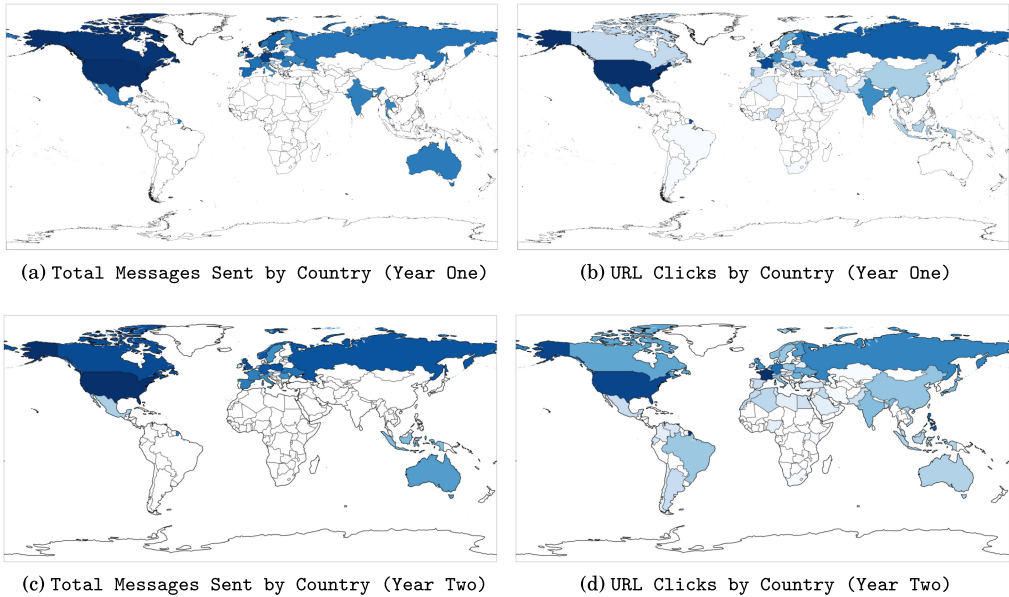 (a) Total Messages Sent by Country (Year One)
(b) URL Clicks by Country (Year One)
(c) Total Messages Sent by Country (Year Two)
(d) URL Clicks by Country (Year Two)